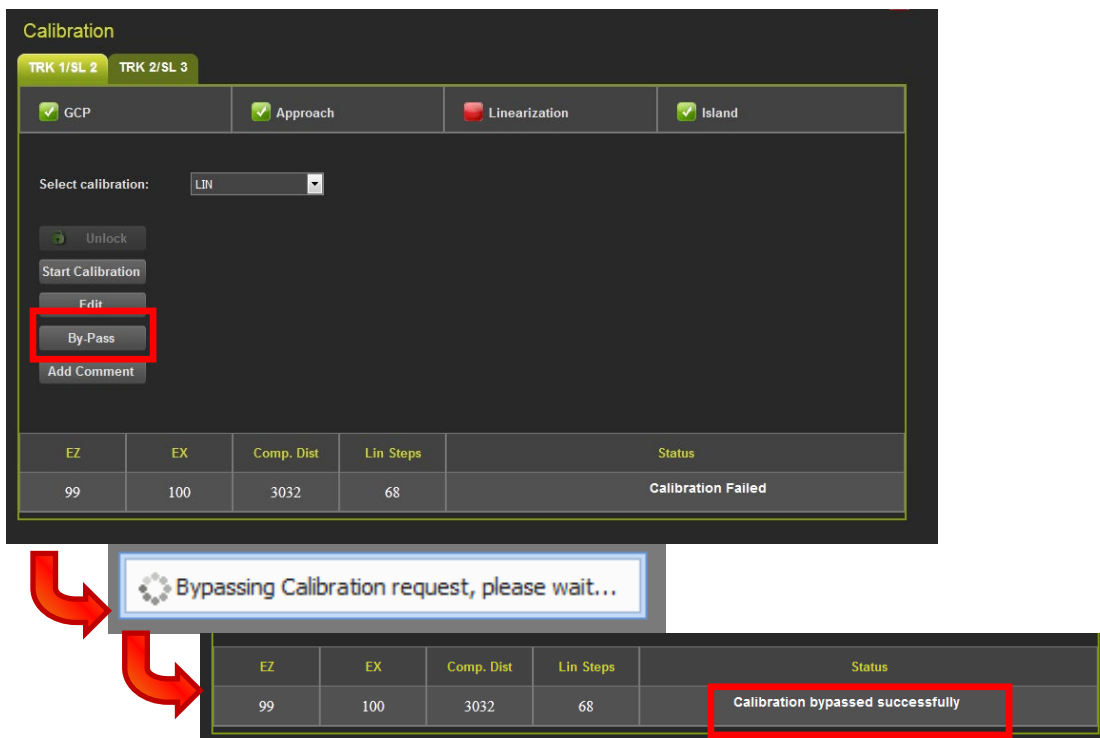 Calibration
TRK 1/SL 2 TRK 2/SL 3
GCP Approach Linearization Island
Select calibration: LIN
Unlock
Start Calibration
Edit
By-Pass
Add Comment
EZ EX Comp. Dist Lin Steps Status
99 100 3032 68 Calibration Failed
Bypassing Calibration request, please wait...
EZ EX Comp. Dist Lin Steps Status
99 100 3032 68 Calibration bypassed successfully